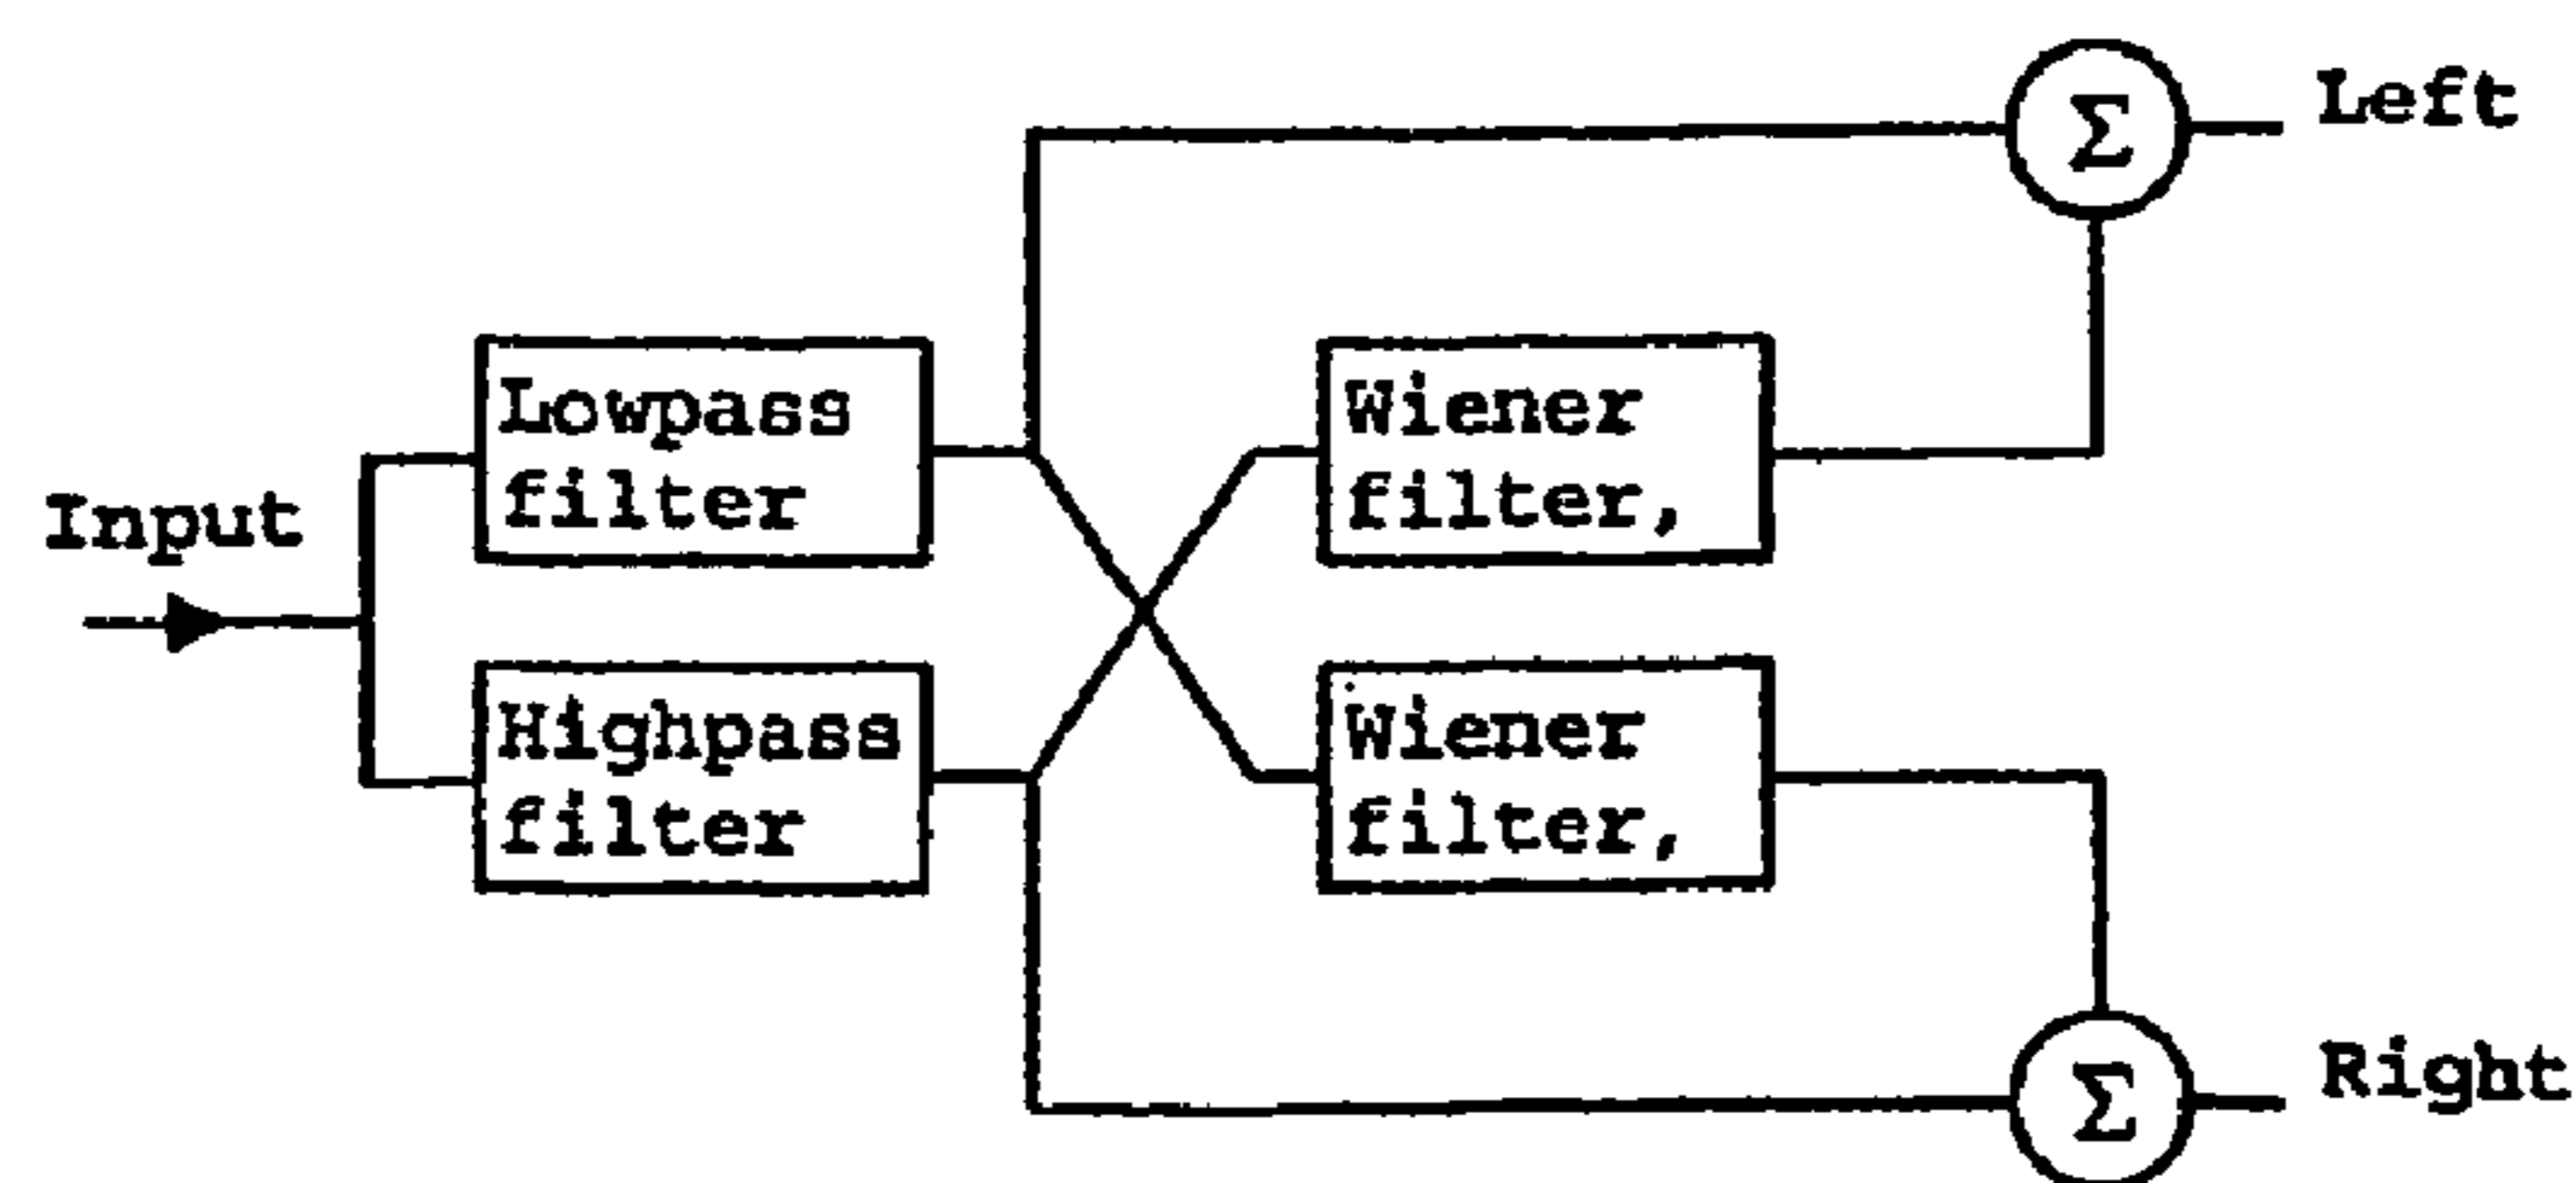 Σ Left
Lowpass
filter
Wiener
filter,
Input
Highpass
filter
Wiener
filter,
Σ Right